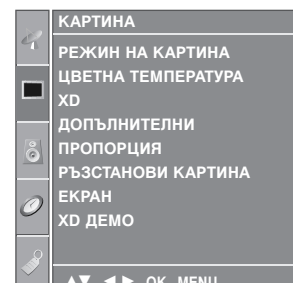 КАРТИНА
РЕЖИН НА КАРТИНА
ЦВЕТНА ТЕМПЕРАТУРА
XD
ДОПЪЛНИТЕЛНИ
ПРОПОРЦИЯ
РЪЗСТАНОВИ КАРТИНА
ЕКРАН
XD ДЕМО
▲▼ ◄ ► OK MENU